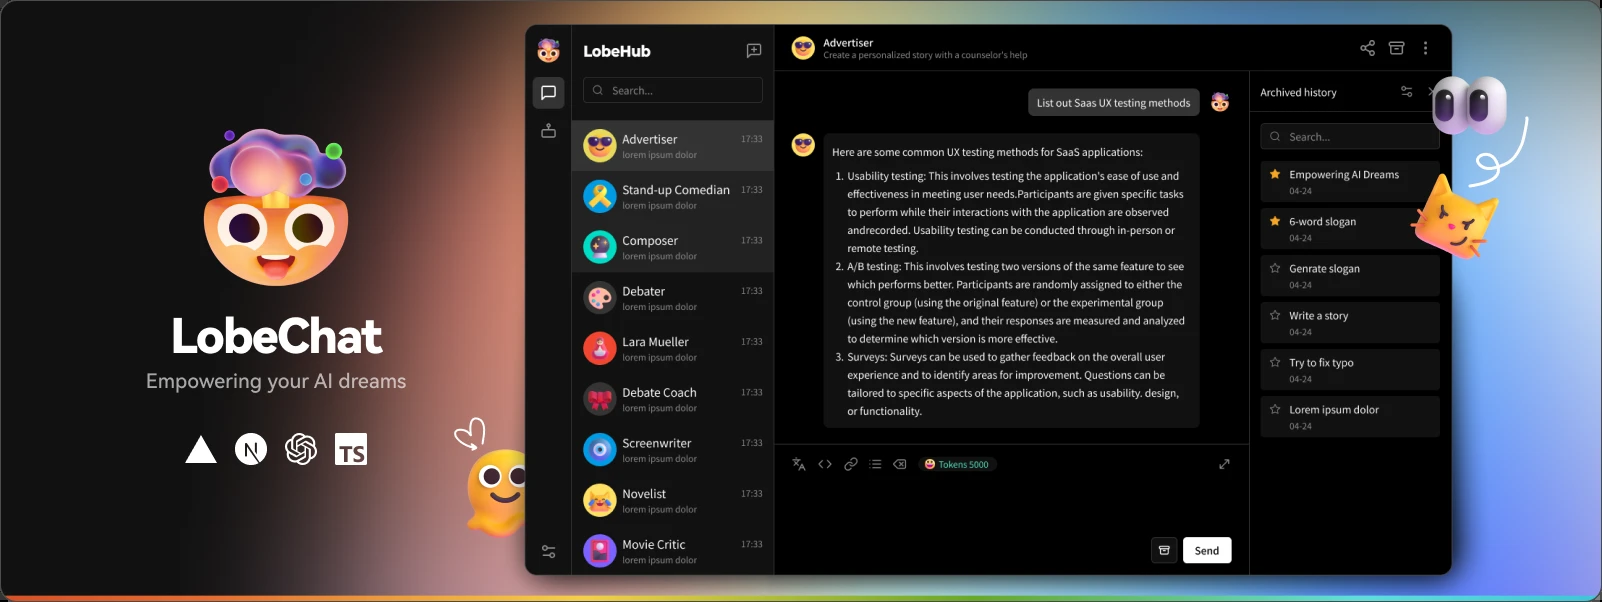 LobeChat
Empowering your AI dreams
N
TS
LobeHub
Search...
Advertiser 17:33
lorem ipsum dolor
Stand-up Comedian 17:33
lorem ipsum dolor
Composer 17:33
lorem ipsum dolor
Debater 17:33
lorem ipsum dolor
Lara Mueller 17:33
lorem ipsum dolor
Debate Coach 17:33
lorem ipsum dolor
Screenwriter 17:33
lorem ipsum dolor
Novelist 17:33
lorem ipsum dolor
Movie Critic 17:33
lorem ipsum dolor
Advertiser
Create a personalized story with a counselor's help
List out Saas UX testing methods
Here are some common UX testing methods for SaaS applications:
1. Usability testing: This involves testing the application's ease of use and
effectiveness in meeting user needs.Participants are given specific tasks
to perform while their interactions with the application are observed
andrecorded. Usability testing can be conducted through in-person or
remote testing.
2. A/B testing: This involves testing two versions of the same feature to see
which performs better. Participants are randomly assigned to either the
control group (using the original feature) or the experimental group
(using the new feature), and their responses are measured and analyzed
to determine which version is more effective.
3. Surveys: Surveys can be used to gather feedback on the overall user
experience and to identify areas for improvement. Questions can be
tailored to specific aspects of the application, such as usability. design,
or functionality.
Tokens 5000
Send
Archived history
Search...
Empowering AI Dreams
04-24
6-word slogan
04-24
Genrate slogan
04-24
Write a story
04-24
Try to fix typo
04-24
Lorem ipsum dolor
04-24